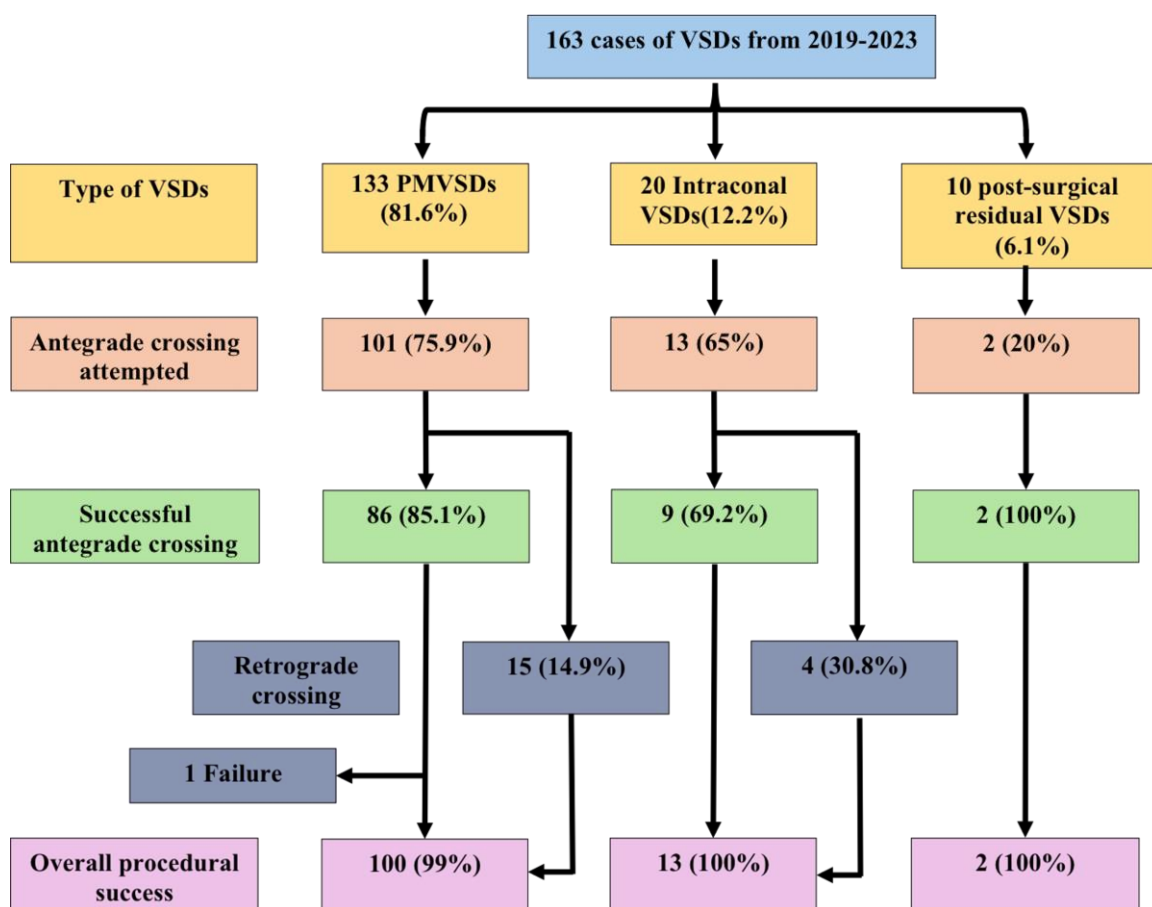 163 cases of VSDs from 2019-2023
Type of VSDs
133 PMVSDs
(81.6%)
20 Intraconal
VSDs(12.2%)
10 post-surgical
residual VSDs
(6.1%)
Antegrade crossing
attempted
101 (75.9%)
13 (65%)
2 (20%)
Successful
antegrade crossing
86 (85.1%)
9 (69.2%)
2 (100%)
Retrograde
crossing
15 (14.9%)
4 (30.8%)
1 Failure
Overall procedural
success
100 (99%)
13 (100%)
2 (100%)